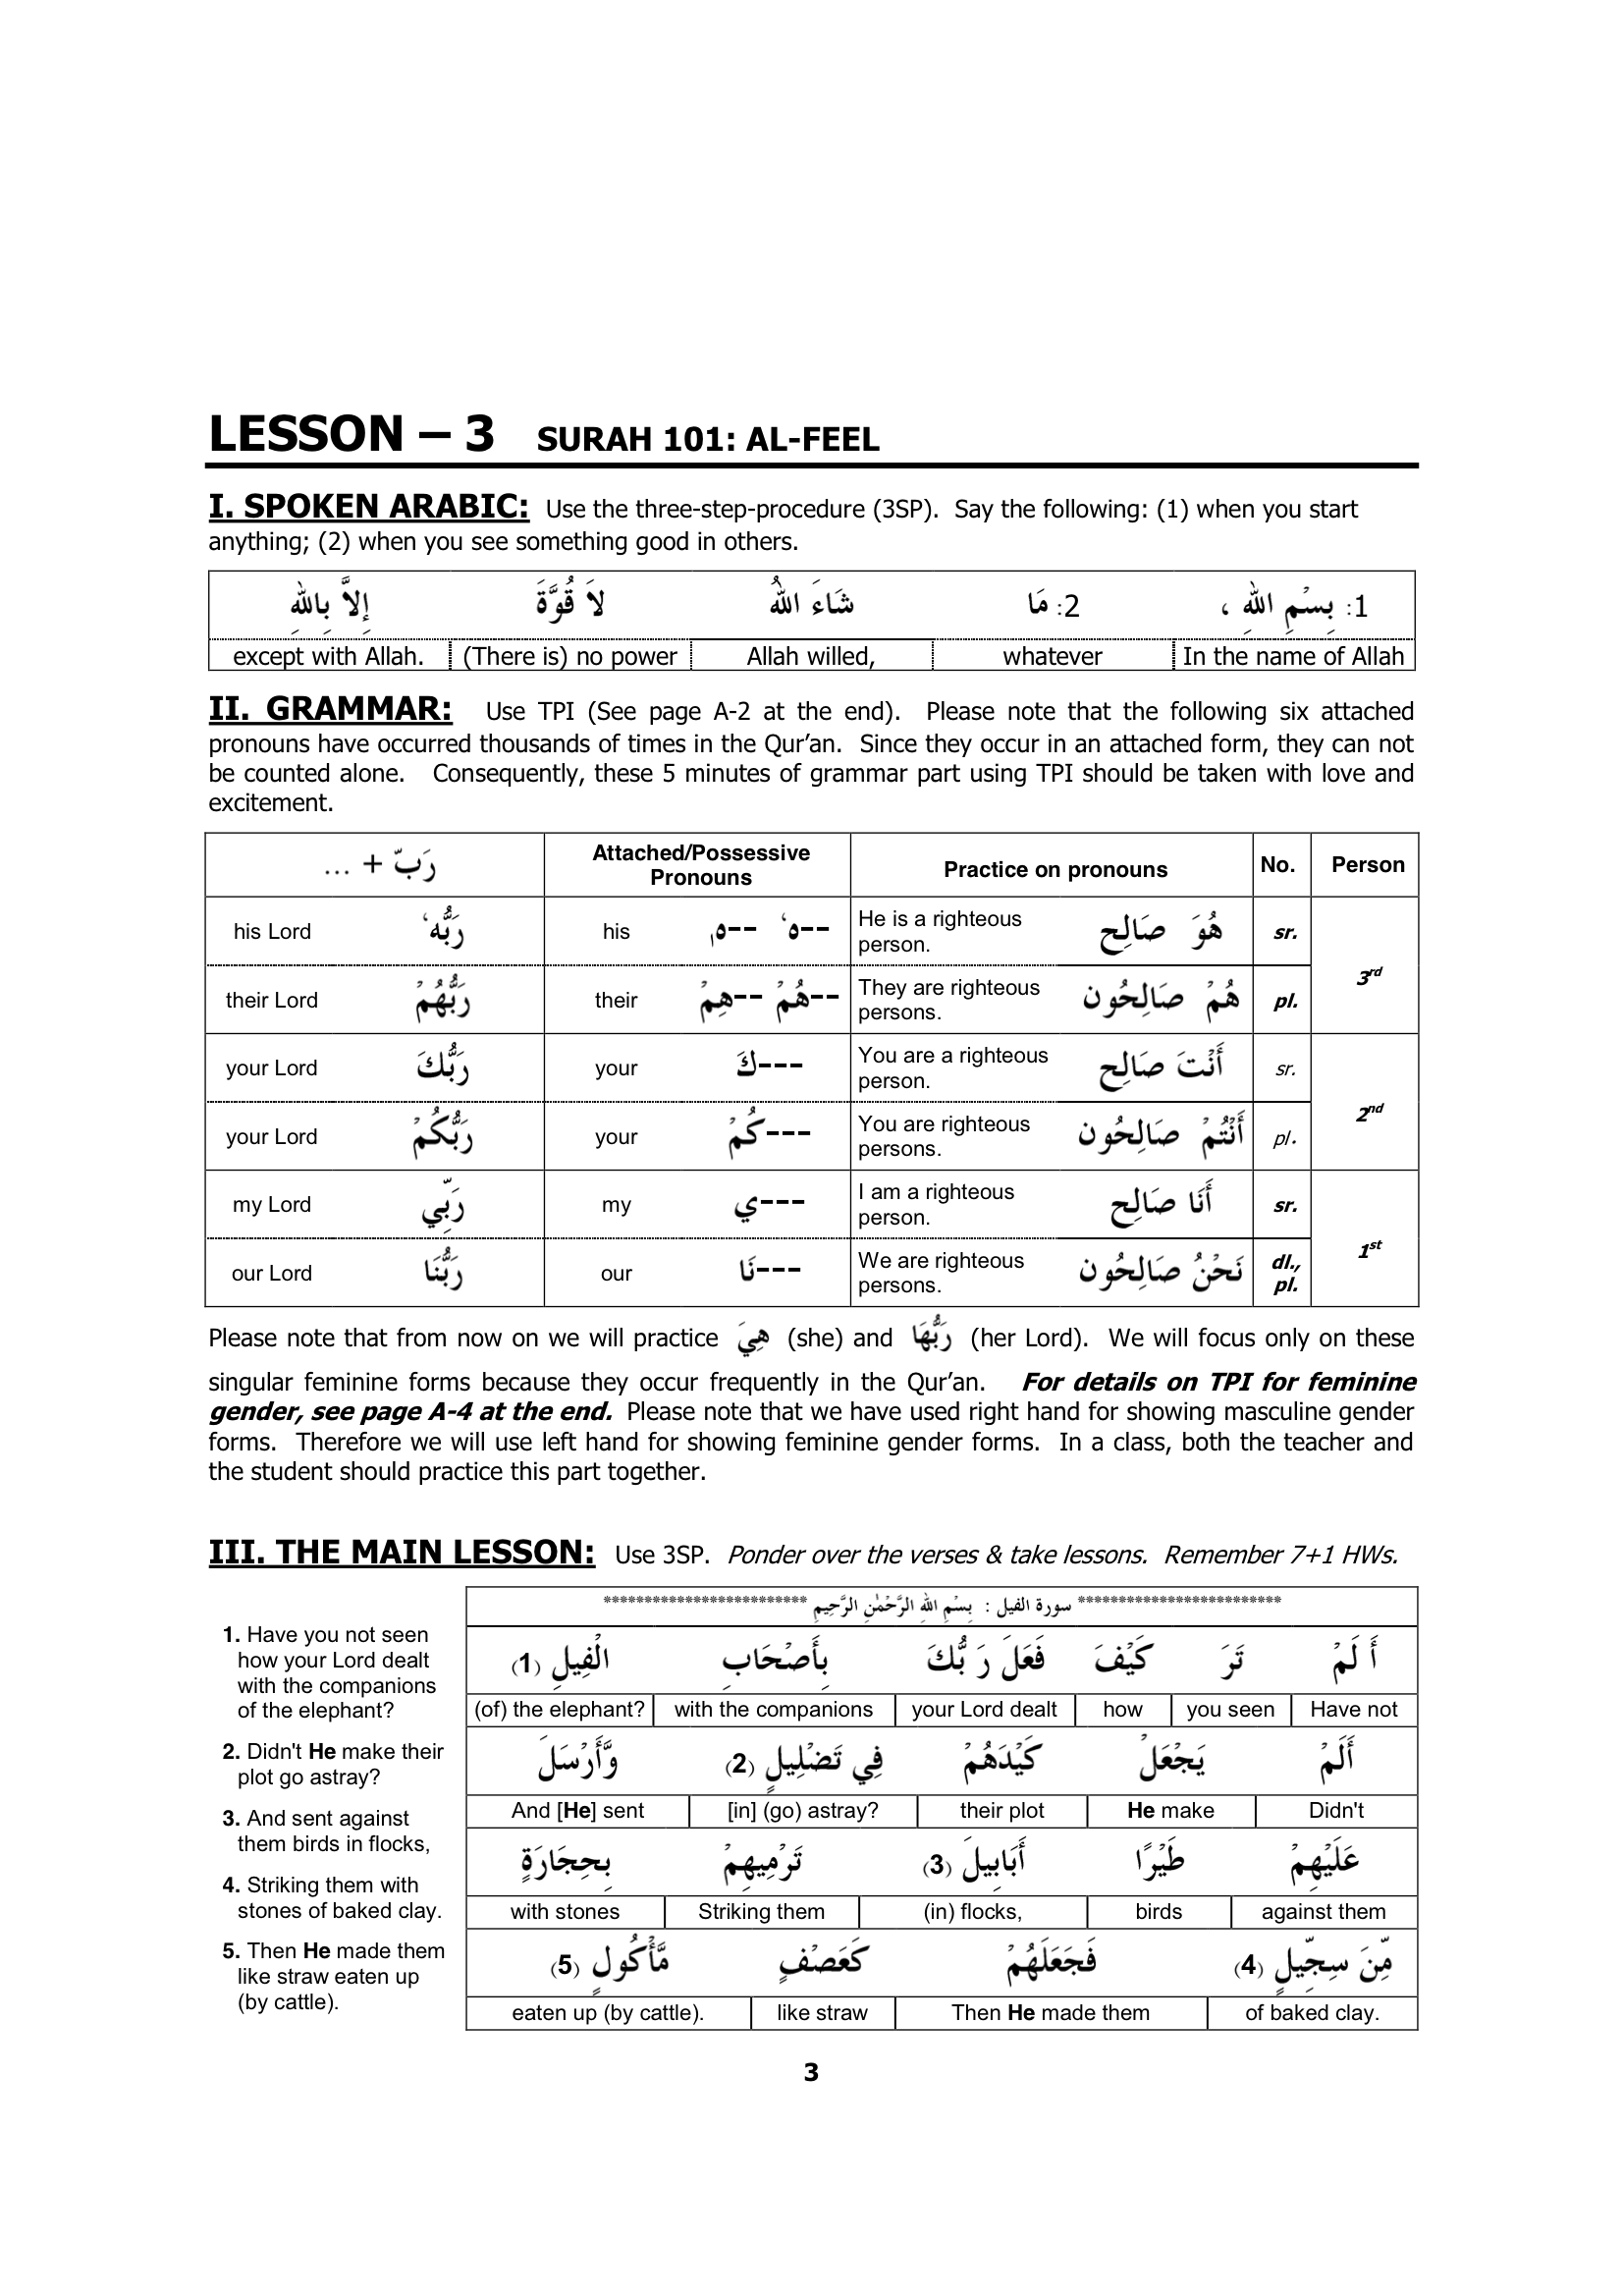 LESSON – 3 SURAH 101: AL-FEEL
I. SPOKEN ARABIC: Use the three-step-procedure (3SP). Say the following: (1) when you start
anything; (2) when you see something good in others.
1: بِسْمِ اللهِ ، 2: مَا شَاءَ اللهُ لاَ قُوَّةَ إِلاَّ بِاللهِ
except with Allah. (There is) no power Allah willed, whatever In the name of Allah
II. GRAMMAR: Use TPI (See page A-2 at the end). Please note that the following six attached
pronouns have occurred thousands of times in the Qur’an. Since they occur in an attached form, they can not
be counted alone. Consequently, these 5 minutes of grammar part using TPI should be taken with love and
excitement.
رَبّ + ... Attached/Possessive Pronouns Practice on pronouns No. Person
his Lord رَبُّهٗ his --هٗ --هٖ He is a righteous person. هُوَ صَالِح sr. 3rd
their Lord رَبُّهُمْ their --هُمْ --هِمْ They are righteous persons. هُمْ صَالِحُون pl.
your Lord رَبُّكَ your ---كَ You are a righteous person. أَنْتَ صَالِح sr. 2nd
your Lord رَبُّكُمْ your ---كُمْ You are righteous persons. أَنْتُمْ صَالِحُون pl.
my Lord رَبِّي my ---ي I am a righteous person. أَنَا صَالِح sr. 1st
our Lord رَبُّنَا our ---نَا We are righteous persons. نَحْنُ صَالِحُون dl., pl.
Please note that from now on we will practice هِيَ (she) and رَبُّهَا (her Lord). We will focus only on these
singular feminine forms because they occur frequently in the Qur’an. For details on TPI for feminine
gender, see page A-4 at the end. Please note that we have used right hand for showing masculine gender
forms. Therefore we will use left hand for showing feminine gender forms. In a class, both the teacher and
the student should practice this part together.
III. THE MAIN LESSON: Use 3SP. Ponder over the verses & take lessons. Remember 7+1 HWs.
1. Have you not seen
how your Lord dealt
with the companions
of the elephant?
2. Didn't He make their
plot go astray?
3. And sent against
them birds in flocks,
4. Striking them with
stones of baked clay.
5. Then He made them
like straw eaten up
(by cattle).
************************* سورة الفيل : بِسْمِ اللهِ الرَّحْمٰنِ الرَّحِيمِ *************************
أَ لَمْ تَرَ كَيْفَ فَعَلَ رَ بُّكَ بِأَصْحَابِ الْفِيلِ (1)
(of) the elephant? with the companions your Lord dealt how you seen Have not
أَلَمْ يَجْعَلْ كَيْدَهُمْ فِي تَضْلِيلٍ (2) وَّأَرْسَلَ
And [He] sent [in] (go) astray? their plot He make Didn't
عَلَيْهِمْ طَيْرًا أَبَابِيلَ (3) تَرْمِيهِمْ بِحِجَارَةٍ
with stones Striking them (in) flocks, birds against them
مِّنَ سِجِّيلٍ (4) فَجَعَلَهُمْ كَعَصْفٍ مَّأْكُولٍ (5)
eaten up (by cattle). like straw Then He made them of baked clay.
3